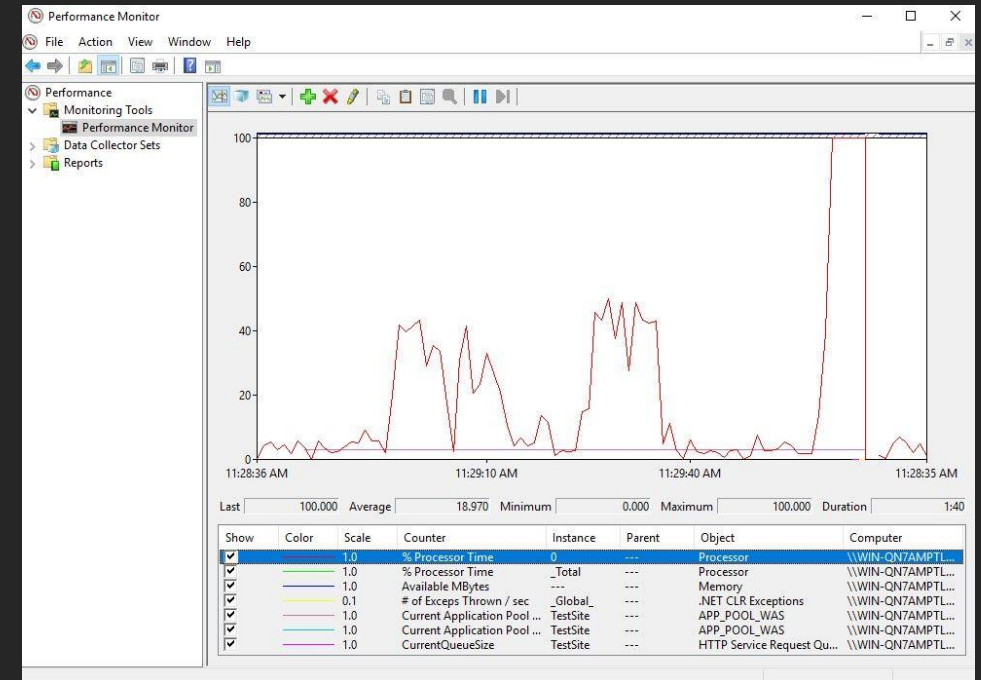 Performance Monitor
File Action View Window Help
Performance
Monitoring Tools
Performance Monitor
Data Collector Sets
Reports
100
80
60
40
20
0
11:28:36 AM 11:29:10 AM 11:29:40 AM 11:28:35 AM
Last 100.000 Average 18.970 Minimum 0.000 Maximum 100.000 Duration 1:40
Show Color Scale Counter Instance Parent Object Computer
1.0 % Processor Time 0 --- Processor \\WIN-QN7AMPTL...
1.0 % Processor Time _Total --- Processor \\WIN-QN7AMPTL...
1.0 Available MBytes --- --- Memory \\WIN-QN7AMPTL...
0.1 # of Exceps Thrown / sec _Global_ --- .NET CLR Exceptions \\WIN-QN7AMPTL...
1.0 Current Application Pool ... TestSite --- APP_POOL_WAS \\WIN-QN7AMPTL...
1.0 Current Application Pool ... TestSite --- APP_POOL_WAS \\WIN-QN7AMPTL...
1.0 CurrentQueueSize TestSite --- HTTP Service Request Qu... \\WIN-QN7AMPTL...